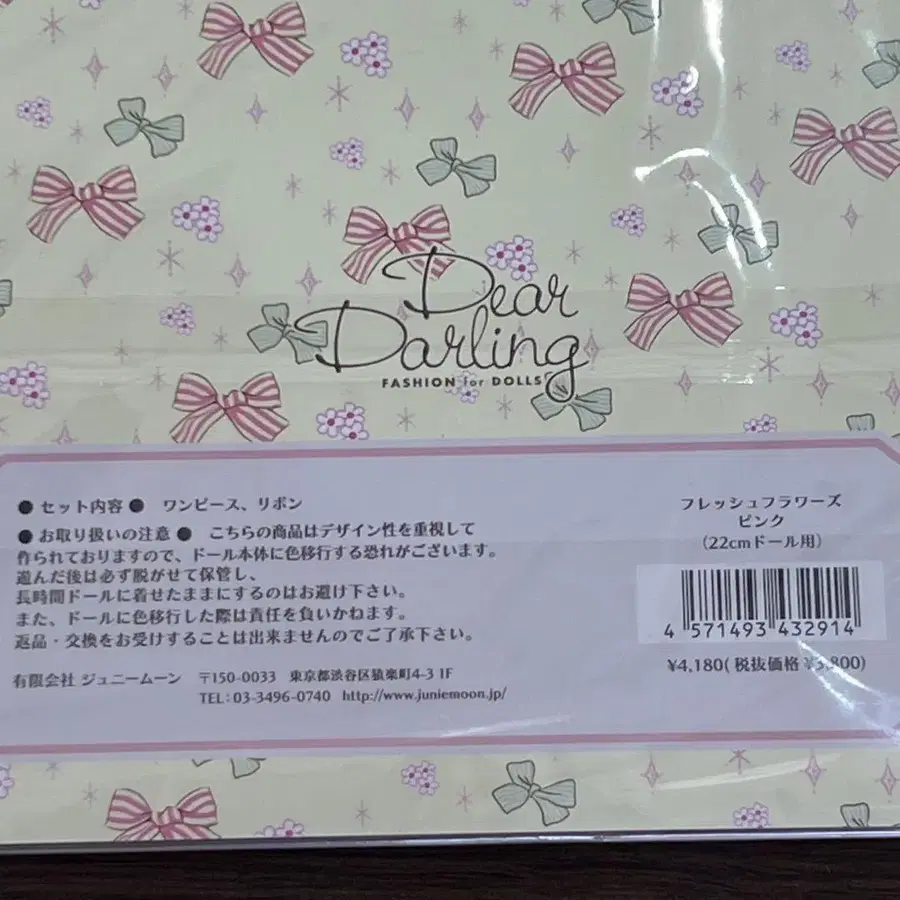 Dear
Darling
FASHION for DOLLS
●セット内容● ワンピース、リボン
●お取り扱いの注意● こちらの商品はデザイン性を重視して
作られておりますので、ドール本体に色移行する恐れがございます。
遊んだ後は必ず脱がせて保管し、
長時間ドールに着せたままにするのはお避け下さい。
また、ドールに色移行した際は責任を負いかねます。
返品・交換をお受けすることは出来ませんのでご了承下さい。
有限会社 ジュニームーン 〒150-0033 東京都渋谷区猿楽町4-3 1F
TEL:03-3496-0740 http://www.juniemoon.jp/
フレッシュフラワーズ
ピンク
(22cmドール用)
4 571493 432914
¥4,180(税抜価格 ¥3,800)